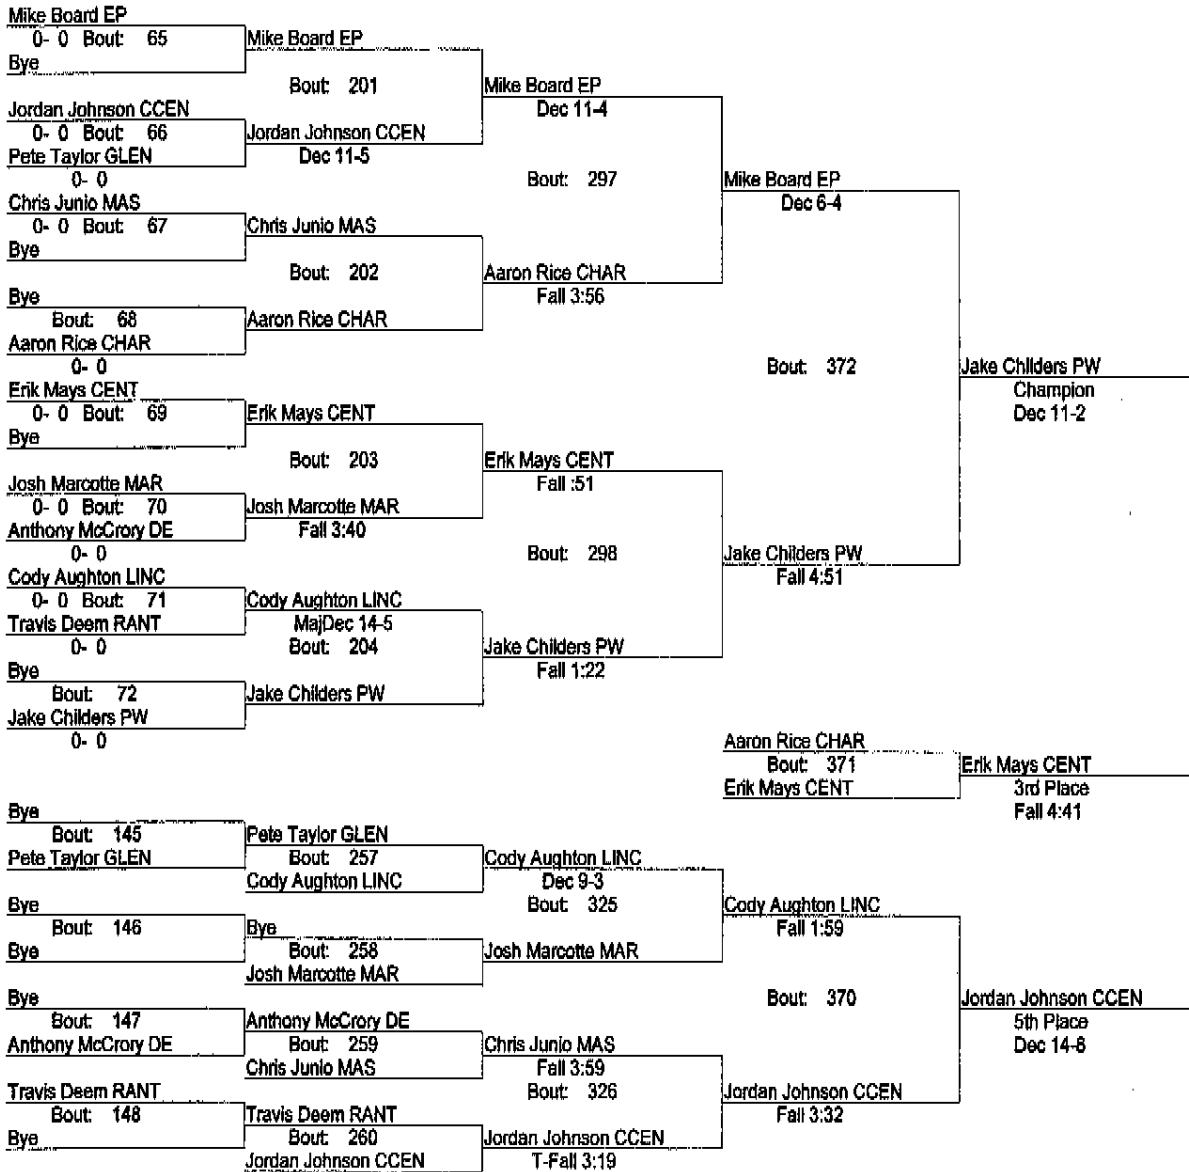 Mike Board EP
0- 0 Bout: 65
Bye
Mike Board EP
Bout: 201
Jordan Johnson CCEN
0- 0 Bout: 66
Pete Taylor GLEN
0- 0
Jordan Johnson CCEN
Dec 11-5
Mike Board EP
Dec 11-4
Bout: 297
Chris Junio MAS
0- 0 Bout: 67
Bye
Chris Junio MAS
Bout: 202
Bye
Bout: 68
Aaron Rice CHAR
0- 0
Aaron Rice CHAR
Aaron Rice CHAR
Fall 3:56
Mike Board EP
Dec 6-4
Bout: 372
Erik Mays CENT
0- 0 Bout: 69
Bye
Erik Mays CENT
Bout: 203
Josh Marcotte MAR
0- 0 Bout: 70
Anthony McCrory DE
0- 0
Josh Marcotte MAR
Fall 3:40
Erik Mays CENT
Fall :51
Bout: 298
Cody Aughton LINC
0- 0 Bout: 71
Travis Deem RANT
0- 0
Cody Aughton LINC
MajDec 14-5
Bout: 204
Bye
Bout: 72
Jake Childers PW
0- 0
Jake Childers PW
Jake Childers PW
Fall 1:22
Jake Childers PW
Fall 4:51
Jake Childers PW
Champion
Dec 11-2
Aaron Rice CHAR
Bout: 371
Erik Mays CENT
Erik Mays CENT
3rd Place
Fall 4:41
Bye
Bout: 145
Pete Taylor GLEN
Pete Taylor GLEN
Bout: 257
Cody Aughton LINC
Cody Aughton LINC
Dec 9-3
Bout: 325
Bye
Bout: 146
Bye
Bye
Bout: 258
Josh Marcotte MAR
Josh Marcotte MAR
Cody Aughton LINC
Fall 1:59
Bout: 370
Bye
Bout: 147
Anthony McCrory DE
Anthony McCrory DE
Bout: 259
Chris Junio MAS
Chris Junio MAS
Fall 3:59
Bout: 326
Travis Deem RANT
Bout: 148
Bye
Travis Deem RANT
Bout: 260
Jordan Johnson CCEN
Jordan Johnson CCEN
T-Fall 3:19
Jordan Johnson CCEN
Fall 3:32
Jordan Johnson CCEN
5th Place